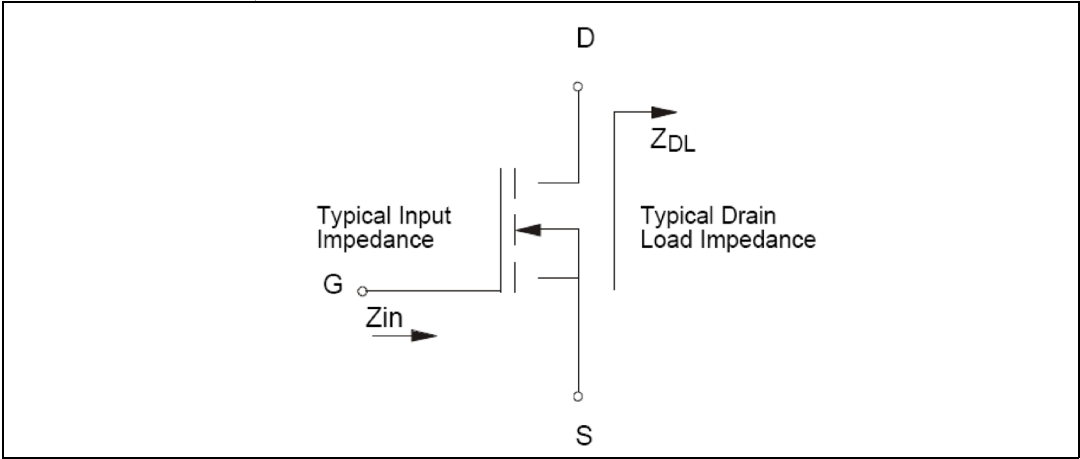 D
ZDL
Typical Input
Impedance
Typical Drain
Load Impedance
G
Zin
S